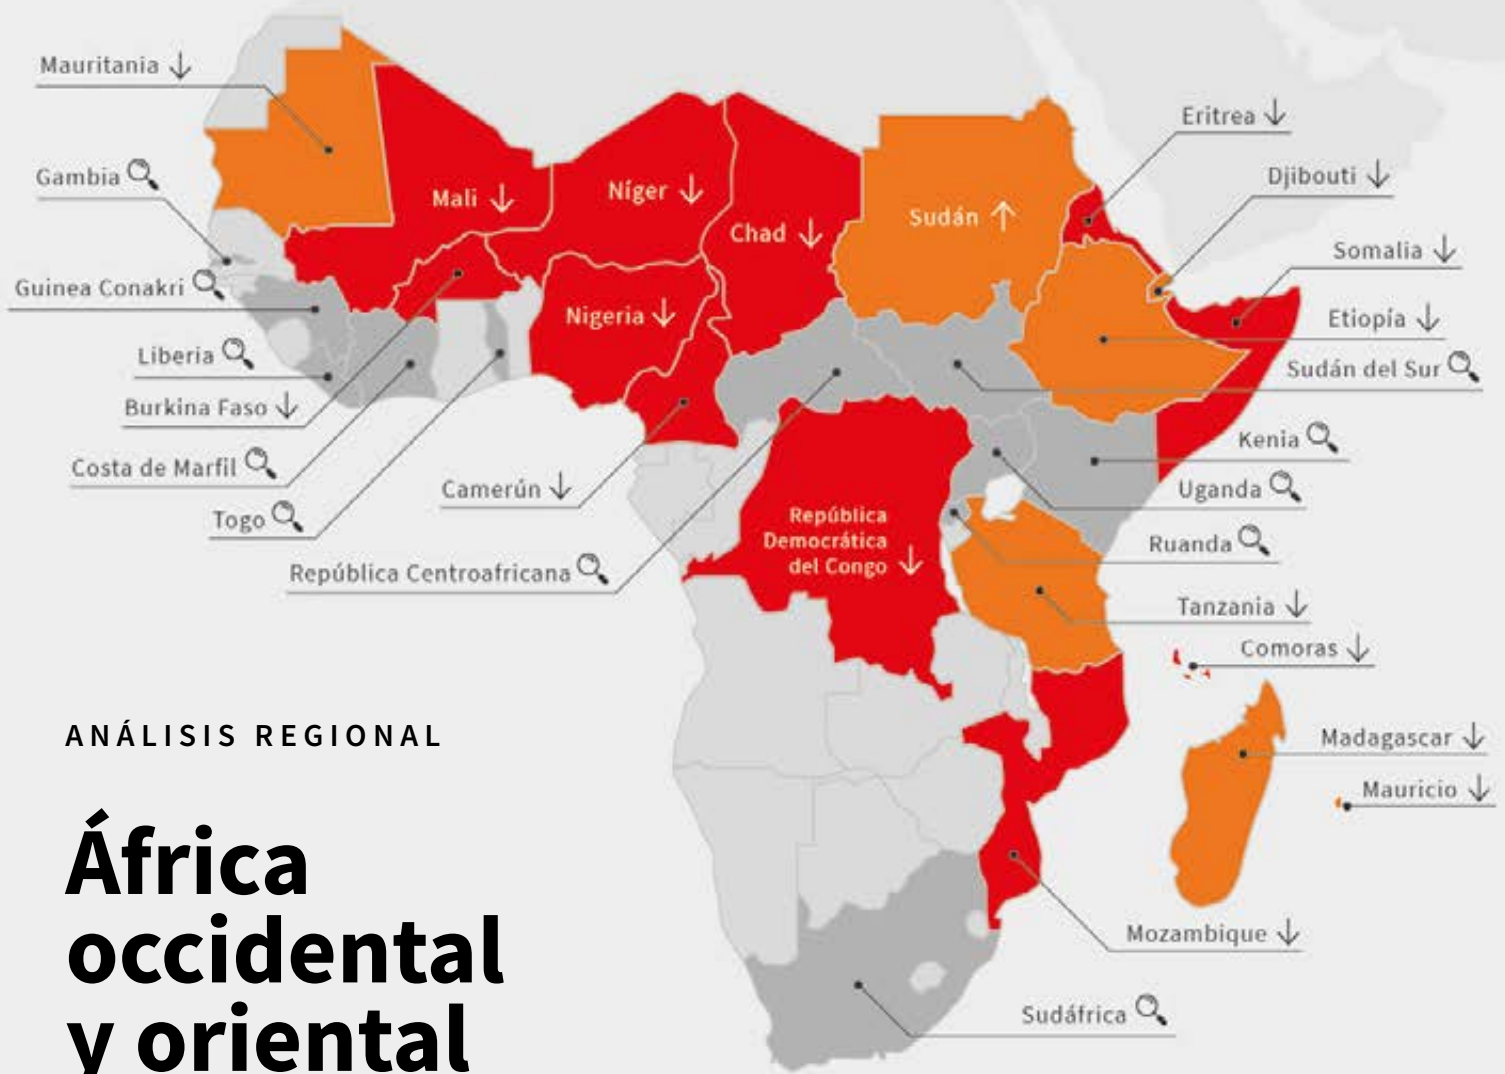 Mauritania ↓
Gambia
Guinea Conakri
Liberia
Burkina Faso ↓
Costa de Marfil
Togo
Camerún ↓
República Centroafricana
Mali ↓
Níger ↓
Chad ↓
Nigeria ↓
Sudán ↑
República
Democrática
del Congo ↓
Eritrea ↓
Djibouti ↓
Somalia ↓
Etiopía ↓
Sudán del Sur
Kenia
Uganda
Ruanda
Tanzania ↓
Comoras ↓
Madagascar ↓
Mauricio ↓
Mozambique ↓
Sudáfrica
ANÁLISIS REGIONAL
África
occidental
y oriental